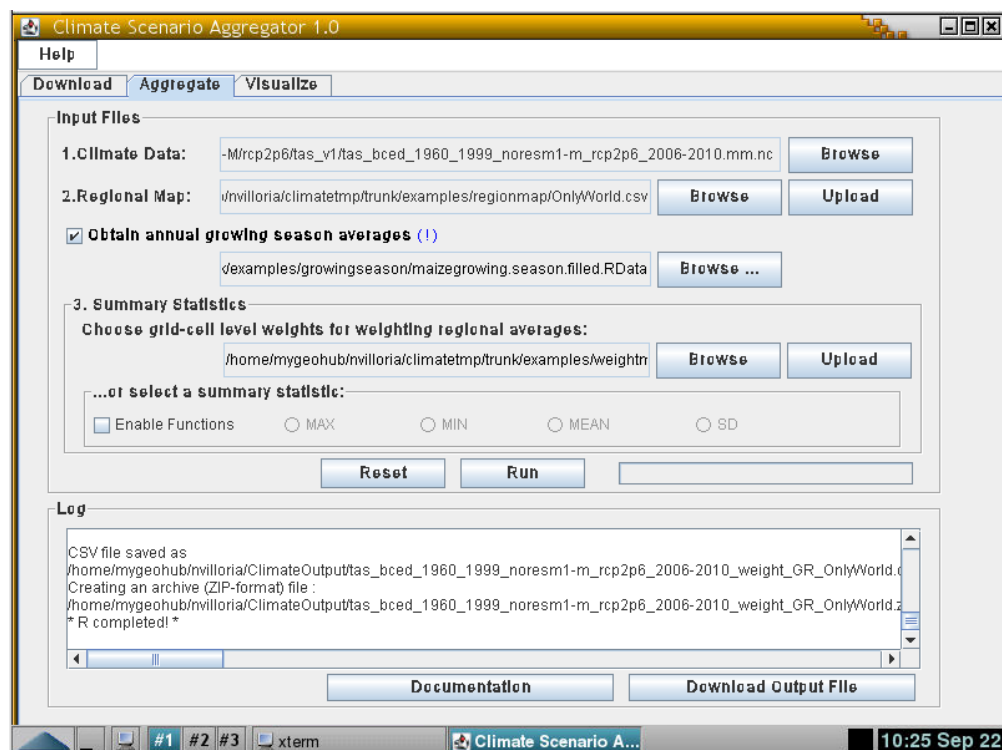 Climate Scenario Aggregator 1.0
Help
Download Aggregate Visualize
Input Files
1.Climate Data: -M/rcp2p6/tas_v1/tas_bced_1960_1999_noresm1-m_rcp2p6_2006-2010.mm.nc Browse
2.Regional Map: /nvilloria/climatetmp/trunk/examples/regionmap/OnlyWorld.csv Browse Upload
Obtain annual growing season averages (!)
/examples/growingseason/maizegrowing.season.filled.RData Browse ...
3. Summary Statistics
Choose grid-cell level weights for weighting regional averages:
/home/mygeohub/nvilloria/climatetmp/trunk/examples/weightm Browse Upload
...or select a summary statistic:
Enable Functions MAX MIN MEAN SD
Reset Run
Log
CSV file saved as
/home/mygeohub/nvilloria/ClimateOutput/tas_bced_1960_1999_noresm1-m_rcp2p6_2006-2010_weight_GR_OnlyWorld.c
Creating an archive (ZIP-format) file :
/home/mygeohub/nvilloria/ClimateOutput/tas_bced_1960_1999_noresm1-m_rcp2p6_2006-2010_weight_GR_OnlyWorld.z
* R completed! *
Documentation Download Output File
#1 #2 #3 xterm Climate Scenario A... 10:25 Sep 22